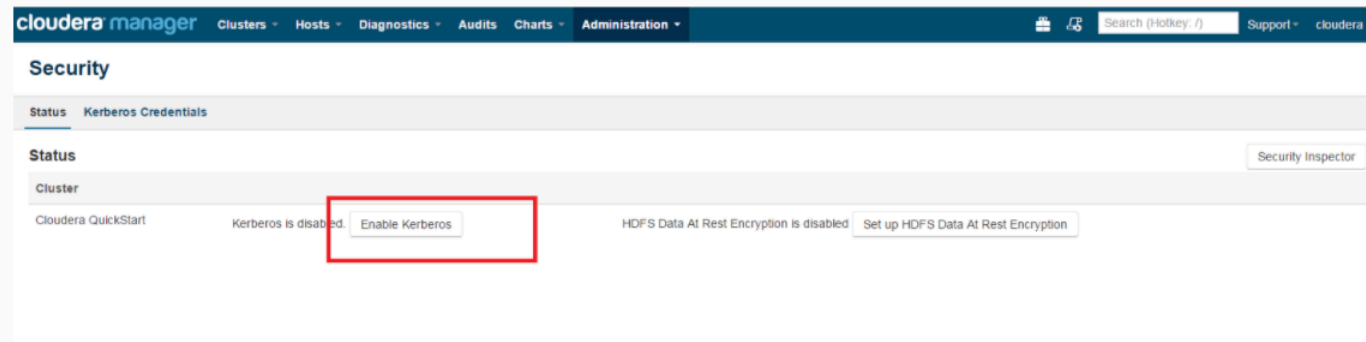 cloudera manager Clusters Hosts Diagnostics Audits Charts Administration Search (Hotkey: /) Support cloudera
Security
Status Kerberos Credentials
Status Security Inspector
Cluster
Cloudera QuickStart Kerberos is disabled. Enable Kerberos HDFS Data At Rest Encryption is disabled Set up HDFS Data At Rest Encryption